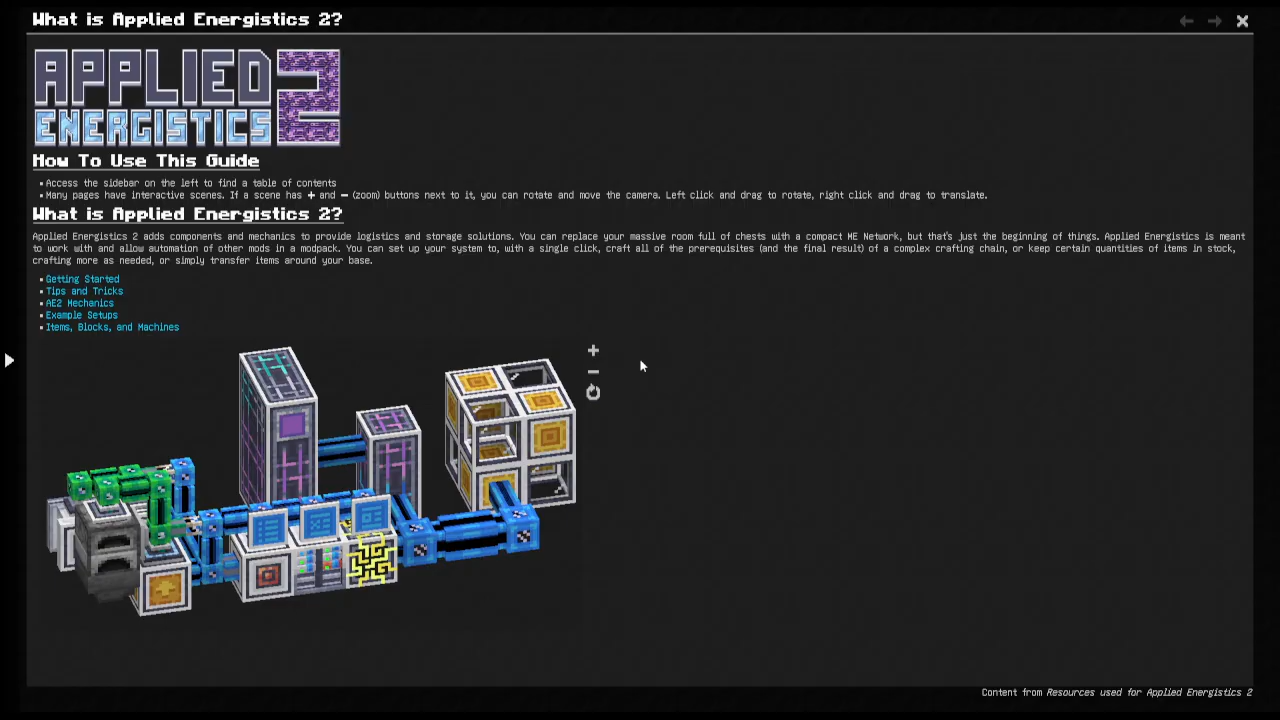 What is Applied Energistics 2?
APPLIED
ENERGISTICS 2
How To Use This Guide
Access the sidebar on the left to find a table of contents
Many pages have interactive scenes. If a scene has + and - (zoom) buttons next to it, you can rotate and move the camera. Left click and drag to rotate, right click and drag to translate.
What is Applied Energistics 2?
Applied Energistics 2 adds components and mechanics to provide logistics and storage solutions. You can replace your massive room full of chests with a compact ME Network, but that's just the beginning of things. Applied Energistics is meant
to work with and allow automation of other mods in a modpack. You can set up your system to, with a single click, craft all of the prerequisites (and the final result) of a complex crafting chain, or keep certain quantities of items in stock,
crafting more as needed, or simply transfer items around your base.
Getting Started
Tips and Tricks
AE2 Mechanics
Example Setups
Items, Blocks, and Machines
Content from Resources used for Applied Energistics 2